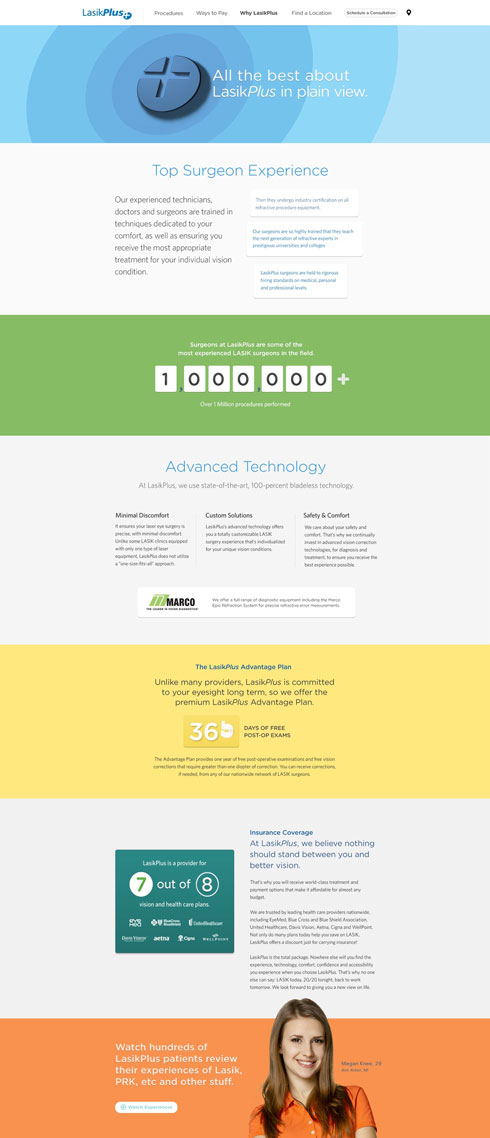 LasikPlus
Procedures
Ways to Pay
Why LasikPlus
Find a Location
Schedule a Consultation
All the best about
LasikPlus in plain view.
Top Surgeon Experience
Our experienced technicians,
doctors and surgeons are trained in
techniques dedicated to your
comfort, as well as ensuring you
receive the most appropriate
treatment for your individual vision
condition.
Then they undergo industry certification on all
refractive procedure equipment.
Our surgeons are so highly trained that they teach
the next generation of refractive experts in
prestigious universities and colleges
LasikPlus surgeons are held to rigorous
hiring standards on medical, personal
and professional levels.
Surgeons at LasikPlus are some of the
most experienced LASIK surgeons in the field.
1,000,000+
Over 1 Million procedures performed
Advanced Technology
At LasikPlus, we use state-of-the-art, 100-percent bladeless technology.
Minimal Discomfort
It ensures your laser eye surgery is
precise, with minimal discomfort.
Unlike some LASIK clinics equipped
with only one type of laser
equipment, LasikPlus does not utilize
a "one-size-fits-all" approach.
Custom Solutions
LasikPlus's advanced technology offers
you a totally customizable LASIK
surgery experience that's individualized
for your unique vision conditions.
Safety & Comfort
We care about your safety and
comfort. That's why we continually
invest in advanced vision correction
technologies, for diagnosis and
treatment, to ensure you receive the
best experience possible.
MARCO
THE LEADER IN VISION DIAGNOSTICS
We offer a full range of diagnostic equipment including the Marco
Epic Refraction System for precise refractive error measurements.
The LasikPlus Advantage Plan
Unlike many providers, LasikPlus is committed
to your eyesight long term, so we offer the
premium LasikPlus Advantage Plan.
36
DAYS OF FREE
POST-OP EXAMS
The Advantage Plan provides one year of free post-operative examinations and free vision
corrections that require greater than one diopter of correction. You can receive corrections,
if needed, from any of our nationwide network of LASIK surgeons.
LasikPlus is a provider for
7 out of 8
vision and health care plans.
eyeMed
BlueCross
BlueShield
UnitedHealthcare
Davis Vision
aetna
Cigna
WELLPOINT
Insurance Coverage
At LasikPlus, we believe nothing
should stand between you and
better vision.
That's why you will receive world-class treatment and
payment options that make it affordable for almost any
budget.
We are trusted by leading health care providers nationwide,
including EyeMed, Blue Cross and Blue Shield Association,
United Healthcare, Davis Vision, Aetna, Cigna and WellPoint.
Not only do many plans today help you save on LASIK,
LasikPlus offers a discount just for carrying insurance!
LasikPlus is the total package. Nowhere else will you find the
experience, technology, comfort, confidence and accessibility
you experience when you choose LasikPlus. That's why no one
else can say: LASIK today, 20/20 tonight, back to work
tomorrow. We look forward to giving you a new view on life.
Watch hundreds of
LasikPlus patients review
their experiences of Lasik,
PRK, etc and other stuff.
Watch Experiences
Megan Knee, 29
Ann Arbor, MI